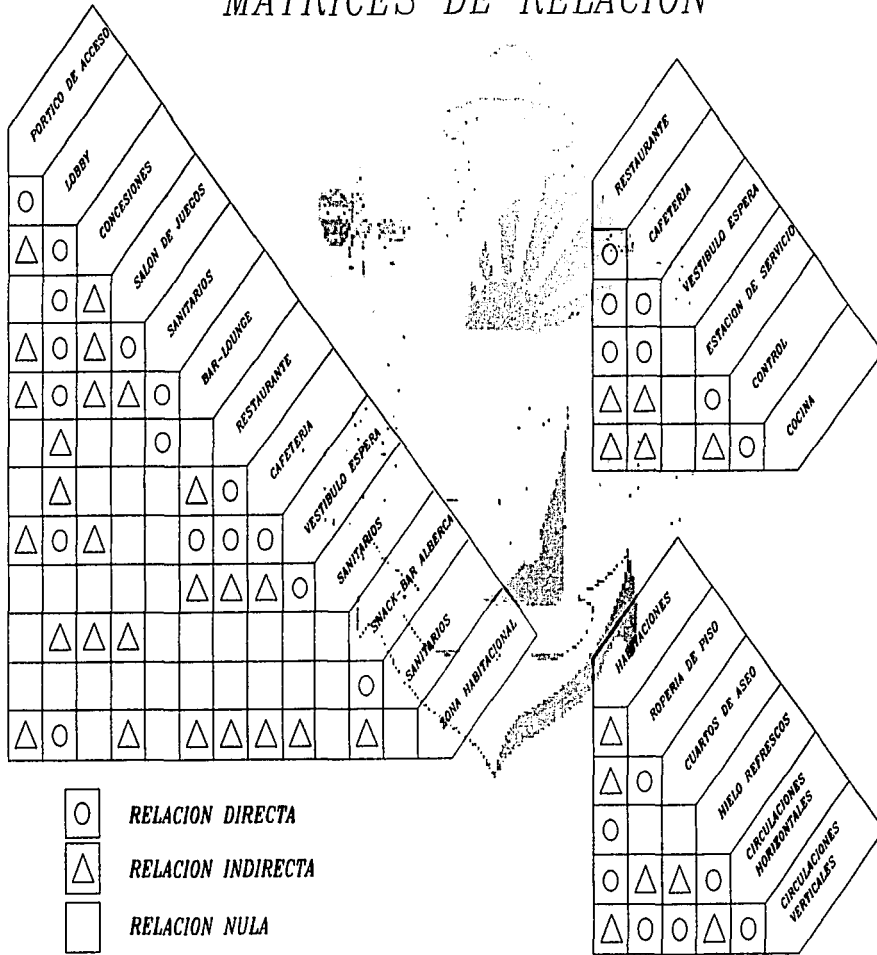 MATRICES DE RELACION
PORTICO DE ACCESO
LOBBY
CONCESIONES
SALON DE JUEGOS
SANITARIOS
BAR-LOUNGE
RESTAURANTE
CAFETERIA
VESTIBULO ESPERA
SANITARIOS
SNACK-BAR ALBERCA
SANITARIOS
ZONA HABITACIONAL
RESTAURANTE
CAFETERIA
VESTIBULO ESPERA
ESTACION DE SERVICIO
CONTROL
COCINA
HABITACIONES
ROPERIA DE PISO
CUARTOS DE ASEO
HIELO REFRESCOS
CIRCULACIONES
HORIZONTALES
CIRCULACIONES
VERTICALES
RELACION DIRECTA
RELACION INDIRECTA
RELACION NULA